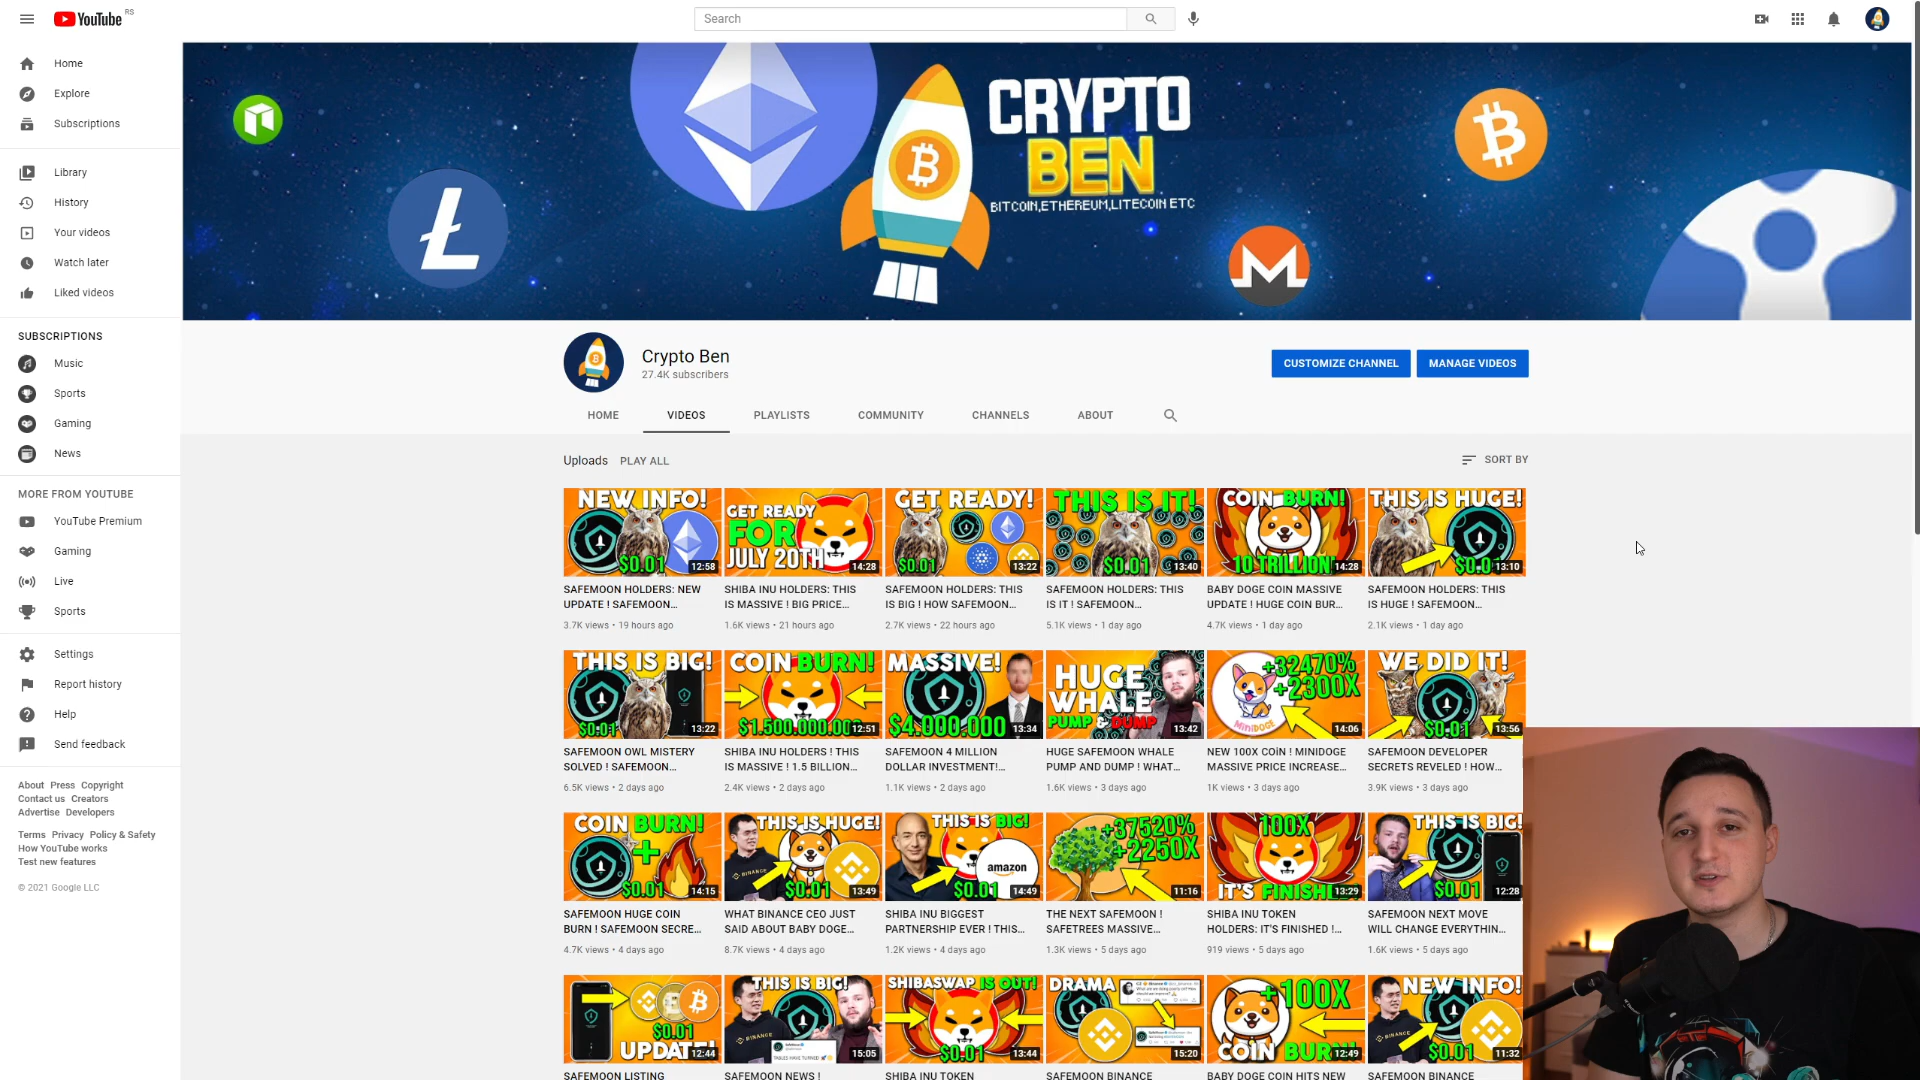 YouTube RS
Search
Home
Explore
Subscriptions
Library
History
Your videos
Watch later
Liked videos
SUBSCRIPTIONS
Music
Sports
Gaming
News
MORE FROM YOUTUBE
YouTube Premium
Gaming
Live
Sports
Settings
Report history
Help
Send feedback
About Press Copyright
Contact us Creators
Advertise Developers
Terms Privacy Policy & Safety
How YouTube works
Test new features
© 2021 Google LLC
CRYPTO
BEN
BITCOIN,ETHEREUM,LITECOIN ETC
Crypto Ben
27.4K subscribers
CUSTOMIZE CHANNEL
MANAGE VIDEOS
HOME VIDEOS PLAYLISTS COMMUNITY CHANNELS ABOUT
Uploads PLAY ALL
SORT BY
NEW INFO!
$0.01
12:58
SAFEMOON HOLDERS: NEW
UPDATE ! SAFEMOON...
3.7K views • 19 hours ago
GET READY
FOR
JULY 20TH
14:28
SHIBA INU HOLDERS: THIS
IS MASSIVE ! BIG PRICE...
1.6K views • 21 hours ago
GET READY!
$0.01
13:22
SAFEMOON HOLDERS: THIS
IS BIG ! HOW SAFEMOON...
2.7K views • 22 hours ago
THIS IS IT!
$0.01
13:40
SAFEMOON HOLDERS: THIS
IS IT ! SAFEMOON...
5.1K views • 1 day ago
COIN BURN!
10 TRILLION!
14:28
BABY DOGE COIN MASSIVE
UPDATE ! HUGE COIN BUR...
4.7K views • 1 day ago
THIS IS HUGE!
$0.0
13:10
SAFEMOON HOLDERS: THIS
IS HUGE ! SAFEMOON...
2.1K views • 1 day ago
THIS IS BIG!
$0.01
13:22
SAFEMOON OWL MISTERY
SOLVED ! SAFEMOON...
6.5K views • 2 days ago
COIN BURN!
$1.500.000.00
12:51
SHIBA INU HOLDERS ! THIS
IS MASSIVE ! 1.5 BILLION...
2.4K views • 2 days ago
MASSIVE!
$4.000.000
13:34
SAFEMOON 4 MILLION
DOLLAR INVESTMENT!...
1.1K views • 2 days ago
HUGE
WHALE
PUMP & DUMP
13:42
HUGE SAFEMOON WHALE
PUMP AND DUMP ! WHAT...
1.6K views • 3 days ago
+32470%
+2300X
MINIDOGE
14:06
NEW 100X COiN ! MINIDOGE
MASSIVE PRICE INCREASE...
1K views • 3 days ago
WE DID IT!
$0.01
13:56
SAFEMOON DEVELOPER
SECRETS REVELED ! HOW...
3.9K views • 3 days ago
COIN BURN!
+
$0.01
14:15
SAFEMOON HUGE COIN
BURN ! SAFEMOON SECRE...
4.7K views • 4 days ago
THIS IS HUGE!
BINANCE
$0.01
13:49
WHAT BINANCE CEO JUST
SAID ABOUT BABY DOGE...
8.7K views • 4 days ago
THIS IS BIG!
amazon
$0.01
14:49
SHIBA INU BIGGEST
PARTNERSHIP EVER ! THIS...
1.2K views • 4 days ago
+37520%
+2250X
11:16
THE NEXT SAFEMOON !
SAFETREES MASSIVE...
1.3K views • 5 days ago
100X
IT'S FINISH
13:29
SHIBA INU TOKEN
HOLDERS: IT'S FINISHED !...
919 views • 5 days ago
THIS IS BIG!
$0.01
12:28
SAFEMOON NEXT MOVE
WILL CHANGE EVERYTHIN...
1.6K views • 5 days ago
$0.01
UPDATE!
12:44
SAFEMOON LISTING
THIS IS BIG!
BINANCE
TABLES HAVE TURNED
15:05
SAFEMOON NEWS !
SHIBASWAP IS OUT!
$0.01
13:44
SHIBA INU TOKEN
DRAMA
15:20
SAFEMOON BINANCE
+100X
COIN BURN
12:49
BABY DOGE COIN HITS NEW
NEW INFO!
BINANCE
$0.01
11:32
SAFEMOON BINANCE